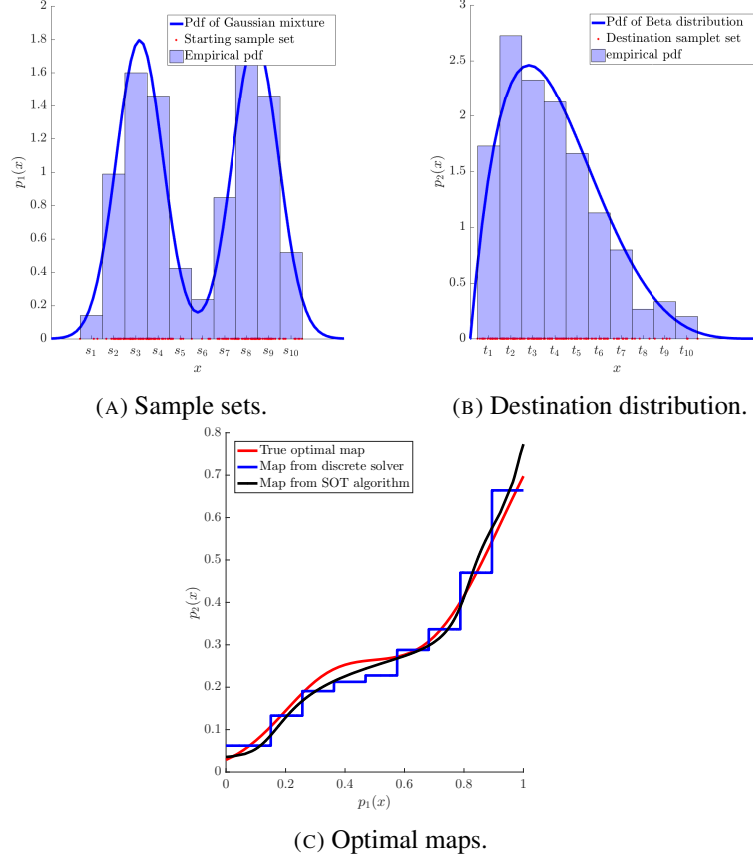 2
1.8
1.6
1.4
1.2
1
0.8
0.6
0.4
0.2
0
p₁(x)
Pdf of Gaussian mixture
Starting sample set
Empirical pdf
s₁ s₂ s₃ s₄ s₅ s₆ s₇ s₈ s₉ s₁₀
x
(A) Sample sets.
3
2.5
2
1.5
1
0.5
0
p₂(x)
Pdf of Beta distribution
Destination samplet set
empirical pdf
t₁ t₂ t₃ t₄ t₅ t₆ t₇ t₈ t₉ t₁₀
x
(B) Destination distribution.
0.8
0.7
0.6
0.5
0.4
0.3
0.2
0.1
0
p₂(x)
True optimal map
Map from discrete solver
Map from SOT algorithm
0 0.2 0.4 0.6 0.8 1
p₁(x)
(C) Optimal maps.